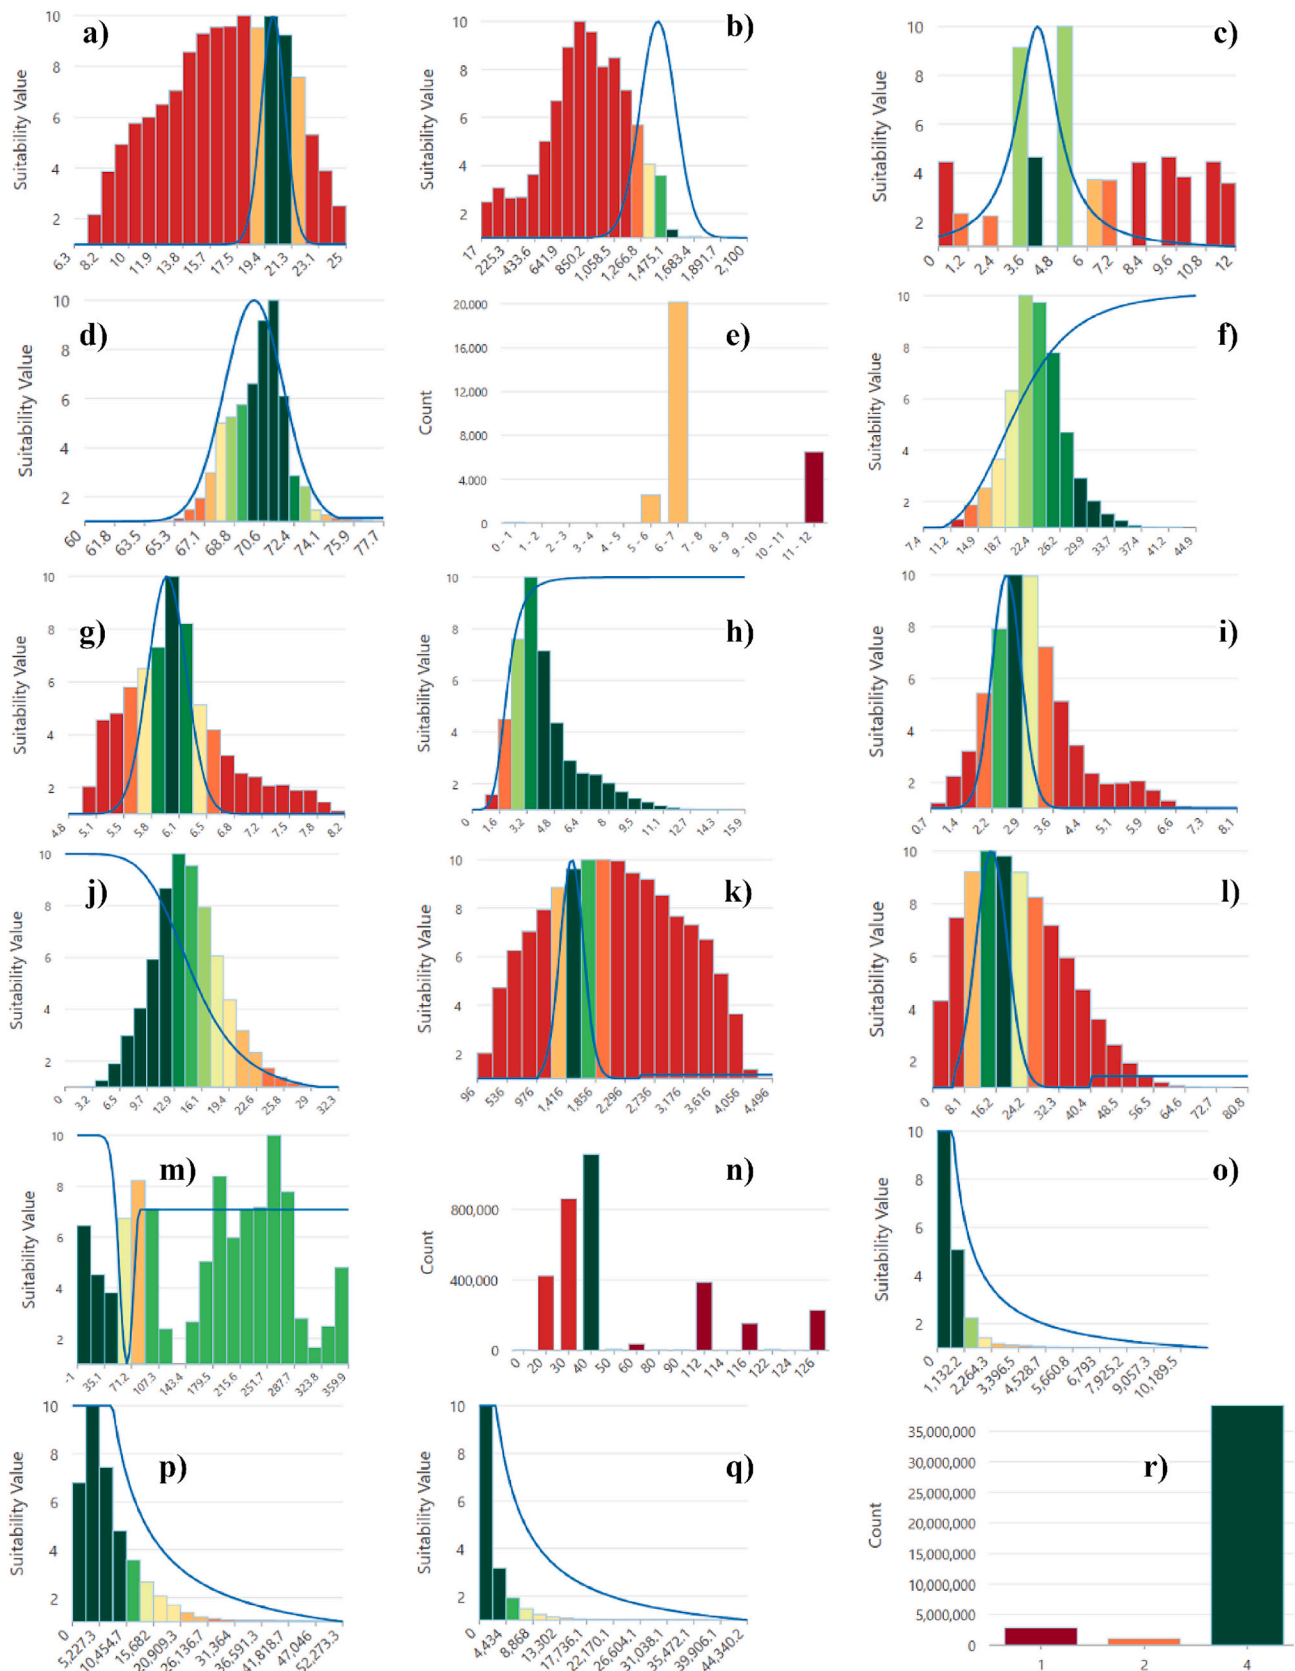 a)
Suitability Value
10
8
6
4
2
6.3 8.2 10 11.9 13.8 15.7 17.5 19.4 21.3 23.1 25
b)
Suitability Value
10
8
6
4
2
17 225.3 433.6 641.9 850.2 1,058.5 1,266.8 1,475.1 1,683.4 1,891.7 2,100
c)
Suitability Value
10
8
6
4
2
0 1.2 2.4 3.6 4.8 6 7.2 8.4 9.6 10.8 12
d)
Suitability Value
10
8
6
4
2
60 61.8 63.5 65.3 67.1 68.8 70.6 72.4 74.1 75.9 77.7
e)
Count
20,000
16,000
12,000
8,000
4,000
0
0 - 1 1 - 2 2 - 3 3 - 4 4 - 5 5 - 6 6 - 7 7 - 8 8 - 9 9 - 10 10 - 11 11 - 12
f)
Suitability Value
10
8
6
4
2
7.4 11.2 14.9 18.7 22.4 26.2 29.9 33.7 37.4 41.2 44.9
g)
Suitability Value
10
8
6
4
2
4.8 5.1 5.5 5.8 6.1 6.5 6.8 7.2 7.5 7.8 8.2
h)
Suitability Value
10
8
6
4
2
0 1.6 3.2 4.8 6.4 8 9.5 11.1 12.7 14.3 15.9
i)
Suitability Value
10
8
6
4
2
0.7 1.4 2.2 2.9 3.6 4.4 5.1 5.9 6.6 7.3 8.1
j)
Suitability Value
10
8
6
4
2
0 3.2 6.5 9.7 12.9 16.1 19.4 22.6 25.8 29 32.3
k)
Suitability Value
10
8
6
4
2
96 536 976 1,416 1,856 2,296 2,736 3,176 3,616 4,056 4,496
l)
Suitability Value
10
8
6
4
2
0 8.1 16.2 24.2 32.3 40.4 48.5 56.5 64.6 72.7 80.8
m)
Suitability Value
10
8
6
4
2
-1 35.1 71.2 107.3 143.4 179.5 215.6 251.7 287.7 323.8 359.9
n)
Count
800,000
400,000
0
0 20 30 40 50 60 80 90 112 114 116 122 124 126
o)
Suitability Value
10
8
6
4
2
0 1,132.2 2,264.3 3,396.5 4,528.7 5,660.8 6,793 7,925.2 9,057.3 10,189.5
p)
Suitability Value
10
8
6
4
2
0 5,227.3 10,454.7 15,682 20,909.3 26,136.7 31,364 36,591.3 41,818.7 47,046 52,273.3
q)
Suitability Value
10
8
6
4
2
0 4,434 8,868 13,302 17,736.1 22,170.1 26,604.1 31,038.1 35,472.1 39,906.1 44,340.2
r)
Count
35,000,000
30,000,000
25,000,000
20,000,000
15,000,000
10,000,000
5,000,000
0
1 2 4